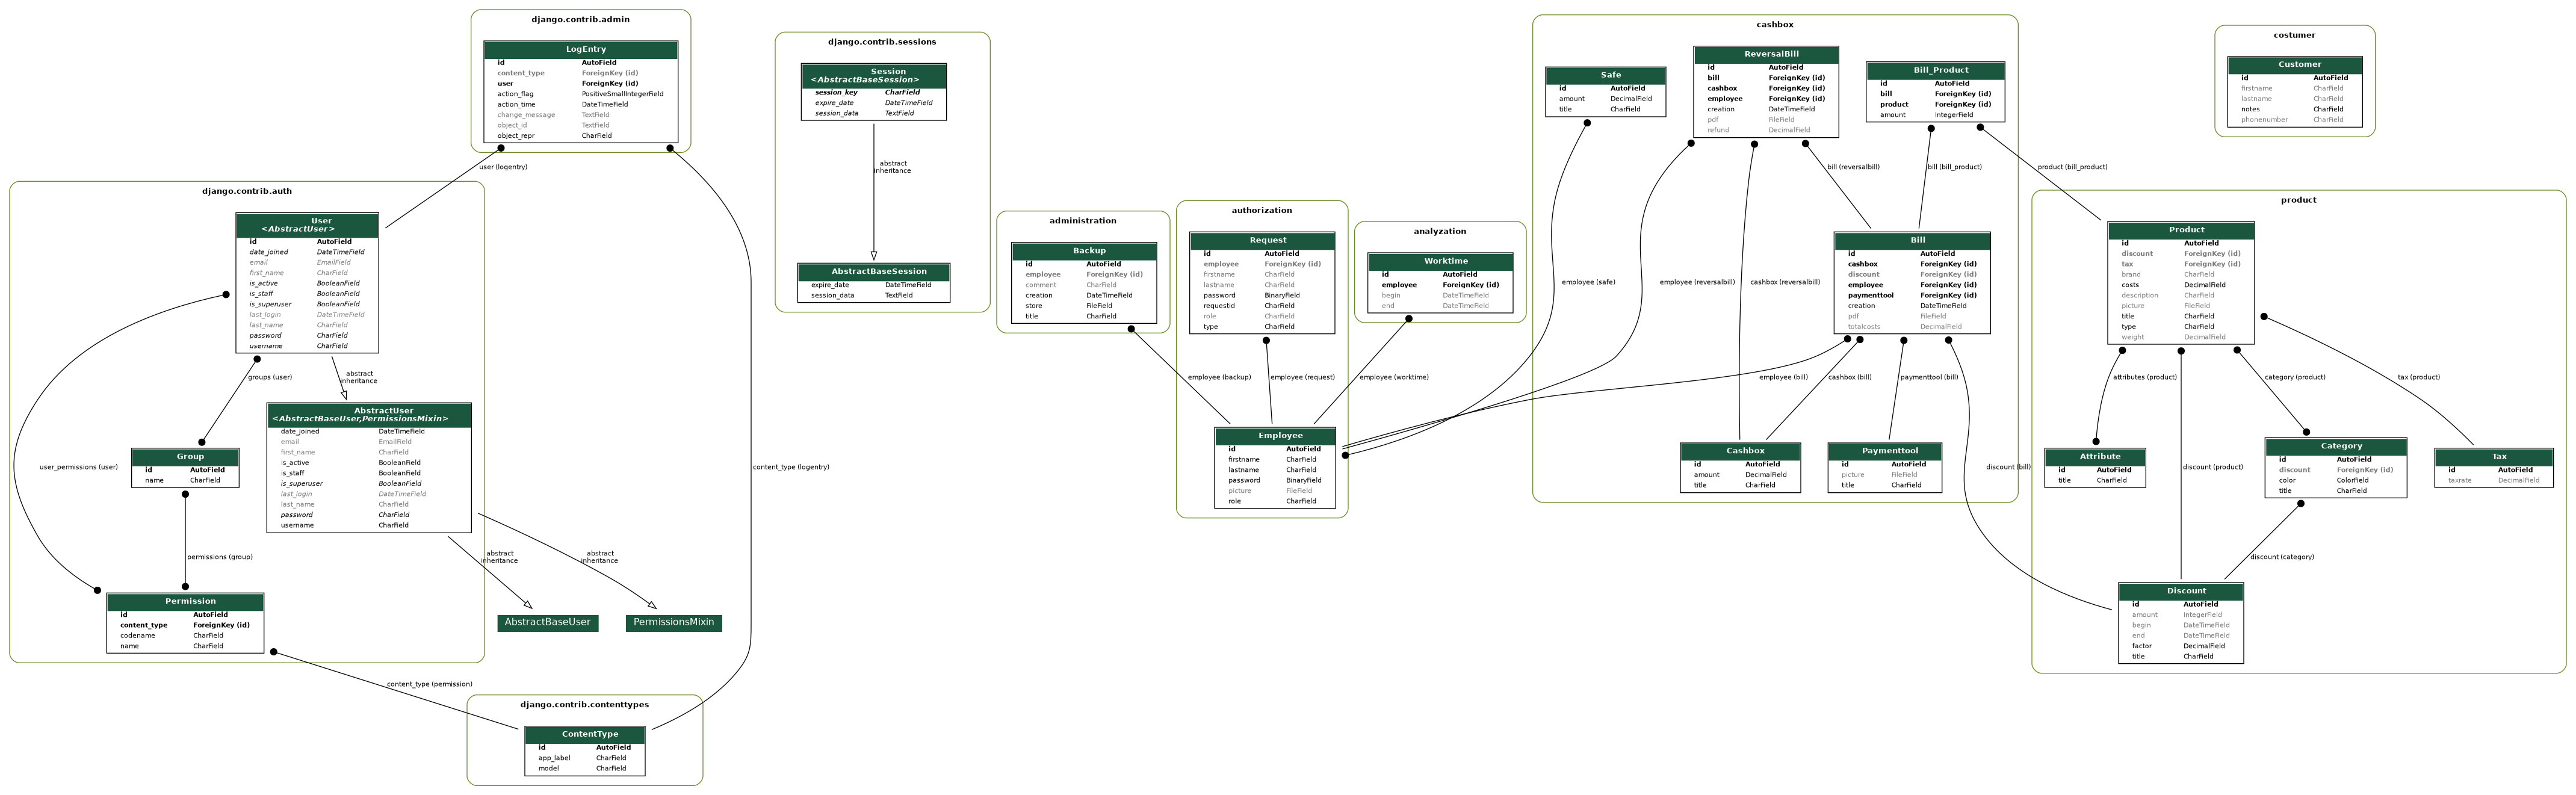 django.contrib.admin
LogEntry
id AutoField
content_type ForeignKey (id)
user ForeignKey (id)
action_flag PositiveSmallIntegerField
action_time DateTimeField
change_message TextField
object_id TextField
object_repr CharField
user (logentry)
content_type (logentry)
django.contrib.auth
User
<AbstractUser>
id AutoField
date_joined DateTimeField
email EmailField
first_name CharField
is_active BooleanField
is_staff BooleanField
is_superuser BooleanField
last_login DateTimeField
last_name CharField
password CharField
username CharField
groups (user)
abstract
inheritance
user_permissions (user)
AbstractUser
<AbstractBaseUser,PermissionsMixin>
date_joined DateTimeField
email EmailField
first_name CharField
is_active BooleanField
is_staff BooleanField
is_superuser BooleanField
last_login DateTimeField
last_name CharField
password CharField
username CharField
Group
id AutoField
name CharField
permissions (group)
abstract
inheritance
abstract
inheritance
Permission
id AutoField
content_type ForeignKey (id)
codename CharField
name CharField
AbstractBaseUser
PermissionsMixin
content_type (permission)
django.contrib.contenttypes
ContentType
id AutoField
app_label CharField
model CharField
django.contrib.sessions
Session
<AbstractBaseSession>
session_key CharField
expire_date DateTimeField
session_data TextField
abstract
inheritance
AbstractBaseSession
expire_date DateTimeField
session_data TextField
administration
Backup
id AutoField
employee ForeignKey (id)
comment CharField
creation DateTimeField
store FileField
title CharField
employee (backup)
authorization
Request
id AutoField
employee ForeignKey (id)
firstname CharField
lastname CharField
password BinaryField
requestid CharField
role CharField
type CharField
employee (request)
Employee
id AutoField
firstname CharField
lastname CharField
password BinaryField
picture FileField
role CharField
analyzation
Worktime
id AutoField
employee ForeignKey (id)
begin DateTimeField
end DateTimeField
employee (worktime)
cashbox
Safe
id AutoField
amount DecimalField
title CharField
employee (safe)
ReversalBill
id AutoField
bill ForeignKey (id)
cashbox ForeignKey (id)
employee ForeignKey (id)
creation DateTimeField
pdf FileField
refund DecimalField
employee (reversalbill)
cashbox (reversalbill)
bill (reversalbill)
Bill_Product
id AutoField
bill ForeignKey (id)
product ForeignKey (id)
amount IntegerField
bill (bill_product)
product (bill_product)
Bill
id AutoField
cashbox ForeignKey (id)
discount ForeignKey (id)
employee ForeignKey (id)
paymenttool ForeignKey (id)
creation DateTimeField
pdf FileField
totalcosts DecimalField
employee (bill)
cashbox (bill)
paymenttool (bill)
discount (bill)
Cashbox
id AutoField
amount DecimalField
title CharField
Paymenttool
id AutoField
picture FileField
title CharField
costumer
Customer
id AutoField
firstname CharField
lastname CharField
notes CharField
phonenumber CharField
product
Product
id AutoField
discount ForeignKey (id)
tax ForeignKey (id)
brand CharField
costs DecimalField
description CharField
picture FileField
title CharField
type CharField
weight DecimalField
attributes (product)
discount (product)
category (product)
tax (product)
Attribute
id AutoField
title CharField
Category
id AutoField
discount ForeignKey (id)
color ColorField
title CharField
Tax
id AutoField
taxrate DecimalField
discount (category)
Discount
id AutoField
amount IntegerField
begin DateTimeField
end DateTimeField
factor DecimalField
title CharField